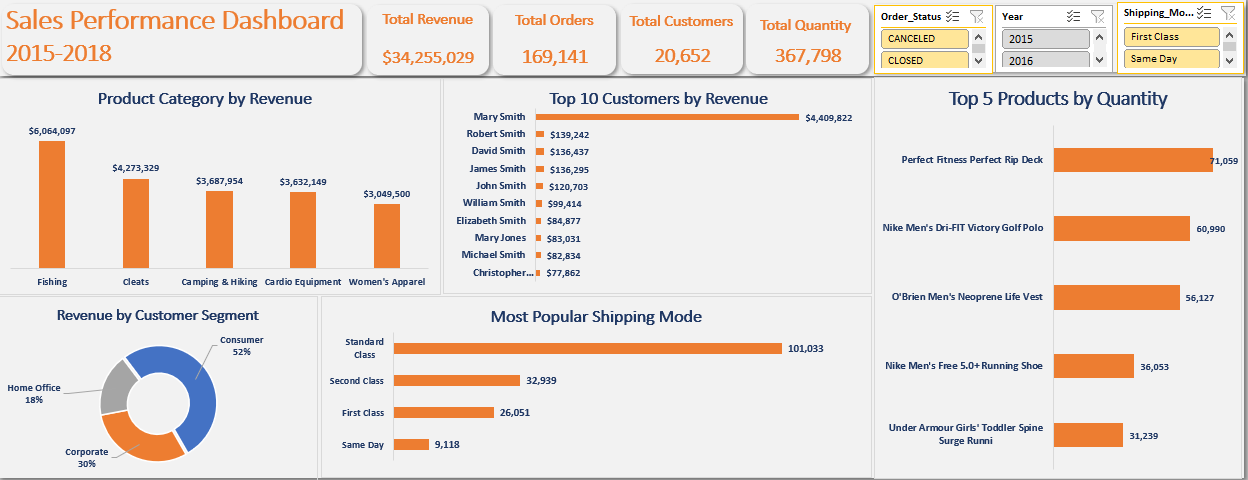 Sales Performance Dashboard
2015-2018
Total Revenue
$34,255,029
Total Orders
169,141
Total Customers
20,652
Total Quantity
367,798
Order_Status
CANCELED
CLOSED
Year
2015
2016
Shipping_Mo...
First Class
Same Day
Product Category by Revenue
$6,064,097
$4,273,329
$3,687,954
$3,632,149
$3,049,500
Fishing
Cleats
Camping & Hiking
Cardio Equipment
Women's Apparel
Top 10 Customers by Revenue
Mary Smith $4,409,822
Robert Smith $139,242
David Smith $136,437
James Smith $136,295
John Smith $120,703
William Smith $99,414
Elizabeth Smith $84,877
Mary Jones $83,031
Michael Smith $82,834
Christopher... $77,862
Top 5 Products by Quantity
Perfect Fitness Perfect Rip Deck 71,059
Nike Men's Dri-FIT Victory Golf Polo 60,990
O'Brien Men's Neoprene Life Vest 56,127
Nike Men's Free 5.0+ Running Shoe 36,053
Under Armour Girls' Toddler Spine
Surge Runni 31,239
Revenue by Customer Segment
Consumer
52%
Home Office
18%
Corporate
30%
Most Popular Shipping Mode
Standard
Class 101,033
Second Class 32,939
First Class 26,051
Same Day 9,118